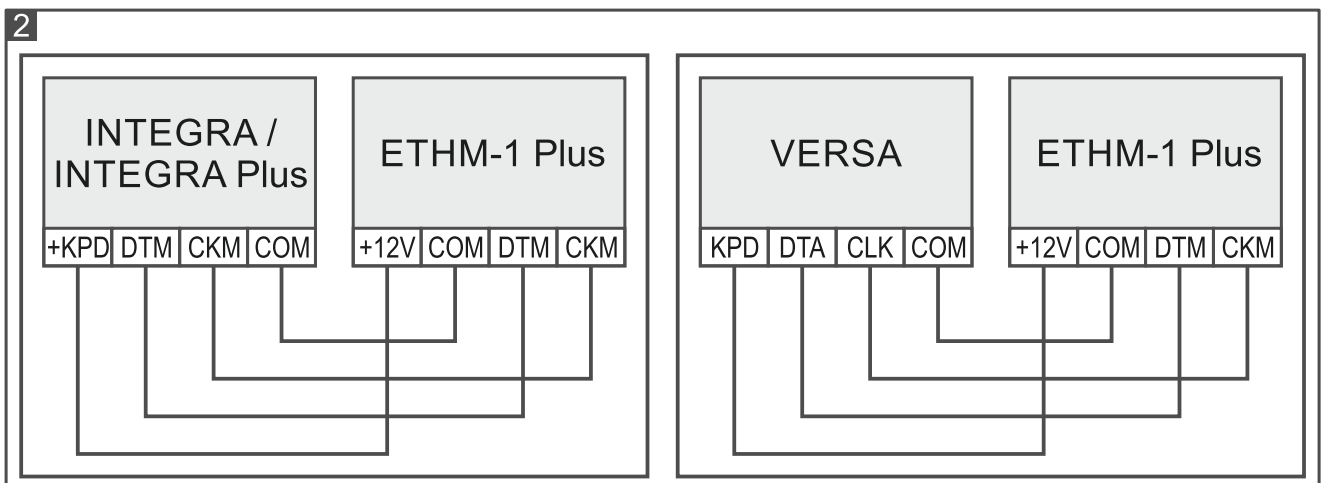 2
INTEGRA /
INTEGRA Plus
+KPD DTM CKM COM
ETHM-1 Plus
+12V COM DTM CKM
VERSA
KPD DTA CLK COM
ETHM-1 Plus
+12V COM DTM CKM